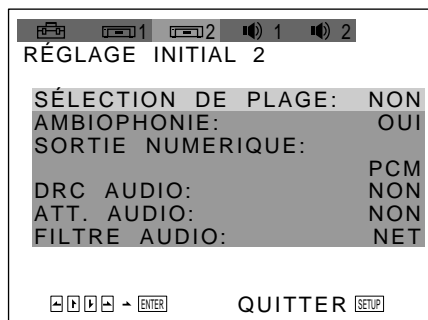 1 2 1 2
RÉGLAGE INITIAL 2
SÉLECTION DE PLAGE: NON
AMBIOPHONIE: OUI
SORTIE NUMERIQUE:
PCM
DRC AUDIO: NON
ATT. AUDIO: NON
FILTRE AUDIO: NET
ENTER QUITTER SETUP